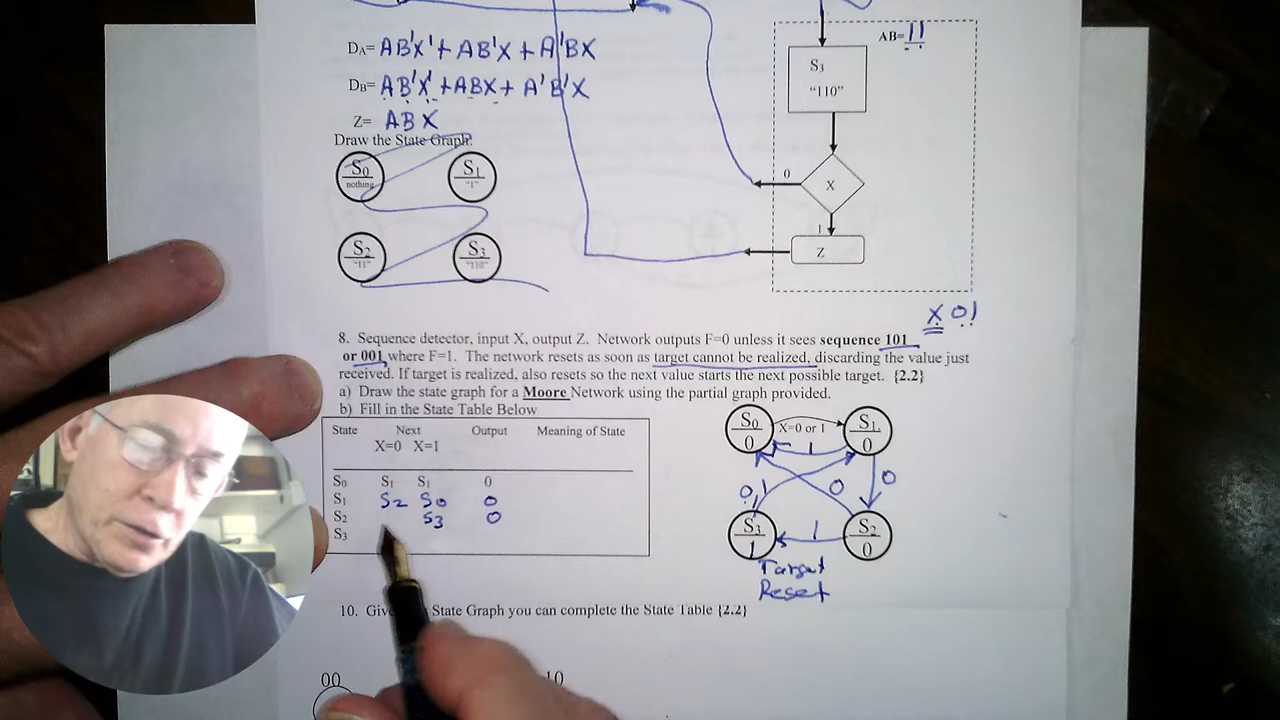 DA= AB'X' + AB'X + A'BX
DB= AB'X' + ABX + A'B'X
Z= ABX
Draw the State Graph:
S0
nothing
S1
"1"
S2
"11"
S3
"110"
AB= 11
S3
"110"
0
X
1
Z
X01
8. Sequence detector, input X, output Z. Network outputs F=0 unless it sees sequence 101
or 001 where F=1. The network resets as soon as target cannot be realized, discarding the value just
received. If target is realized, also resets so the next value starts the next possible target. {2.2}
a) Draw the state graph for a Moore Network using the partial graph provided.
b) Fill in the State Table Below
State Next Output Meaning of State
X=0 X=1
S0 S1 S1 0
S1 S2 S0 0
S2 S3 0
S3
S0
0
X=0 or 1
S1
0
1
0
0,1
0
S3
1
1
S2
0
Target
Reset
10. State Graph you can complete the State Table {2.2}
00
10